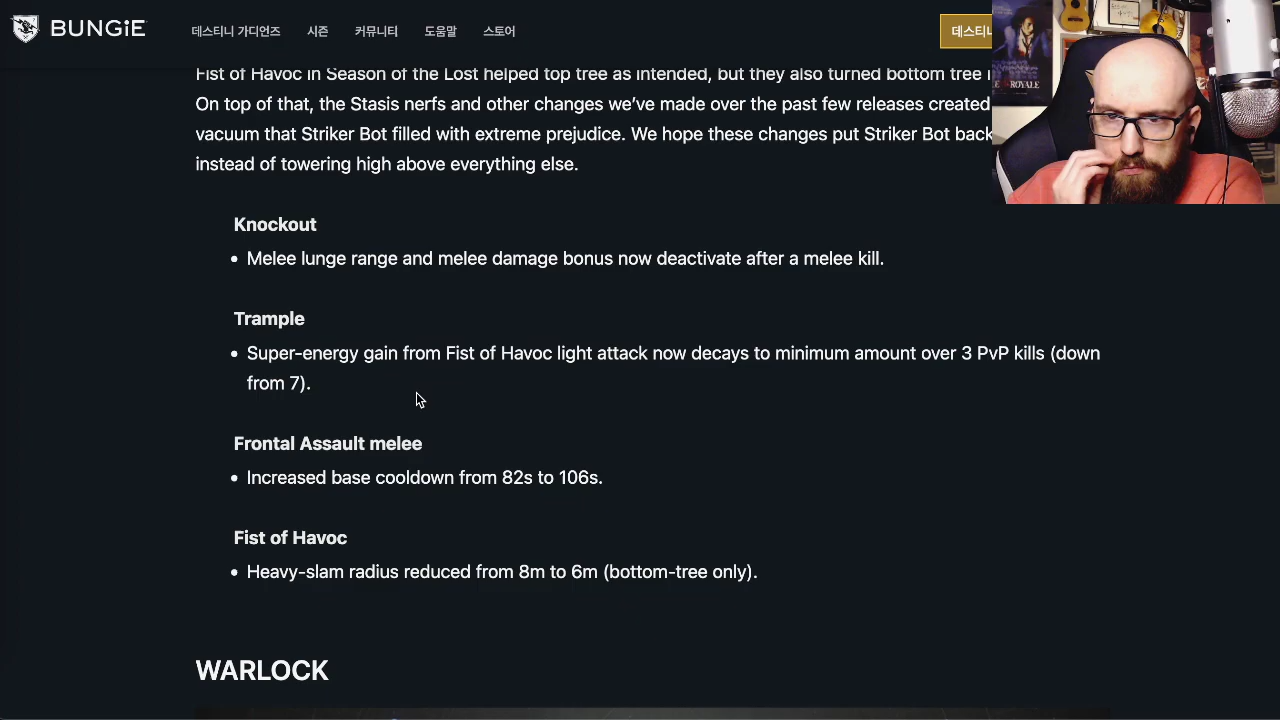 BUNGiE
데스티니 가디언즈 시즌 커뮤니티 도움말 스토어
데스티니
Fist of Havoc in Season of the Lost helped top tree as intended, but they also turned bottom tree
On top of that, the Stasis nerfs and other changes we've made over the past few releases created
vacuum that Striker Bot filled with extreme prejudice. We hope these changes put Striker Bot back
instead of towering high above everything else.
Knockout
• Melee lunge range and melee damage bonus now deactivate after a melee kill.
Trample
• Super-energy gain from Fist of Havoc light attack now decays to minimum amount over 3 PvP kills (down
from 7).
Frontal Assault melee
• Increased base cooldown from 82s to 106s.
Fist of Havoc
• Heavy-slam radius reduced from 8m to 6m (bottom-tree only).
WARLOCK